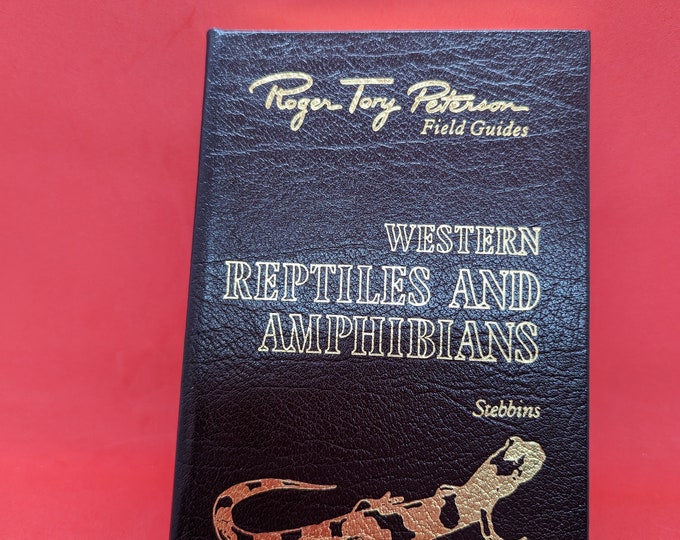 Roger Tory Peterson
Field Guides
WESTERN
REPTILES AND
AMPHIBIANS
Stebbins